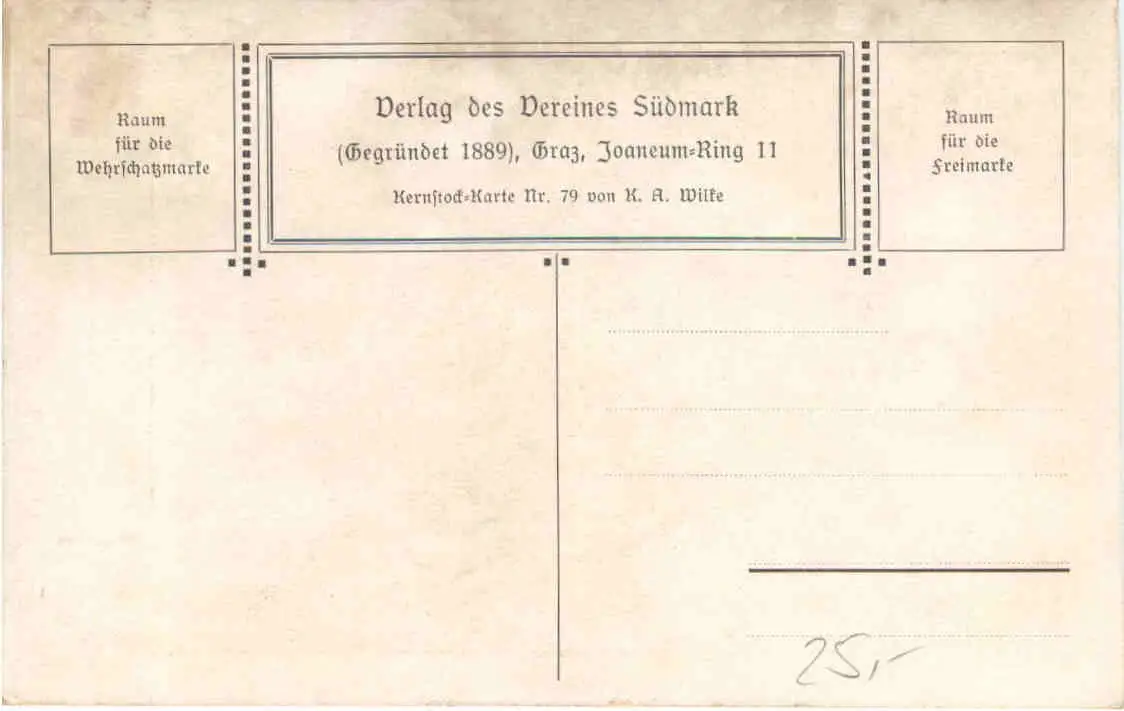 Raum
für die
Wehrschatzmarke
Verlag des Vereines Südmark
(Gegründet 1889), Graz, Joaneum-Ring 11
Kernstock-Karte Nr. 79 von K. A. Wilke
Raum
für die
Freimarke
25,-